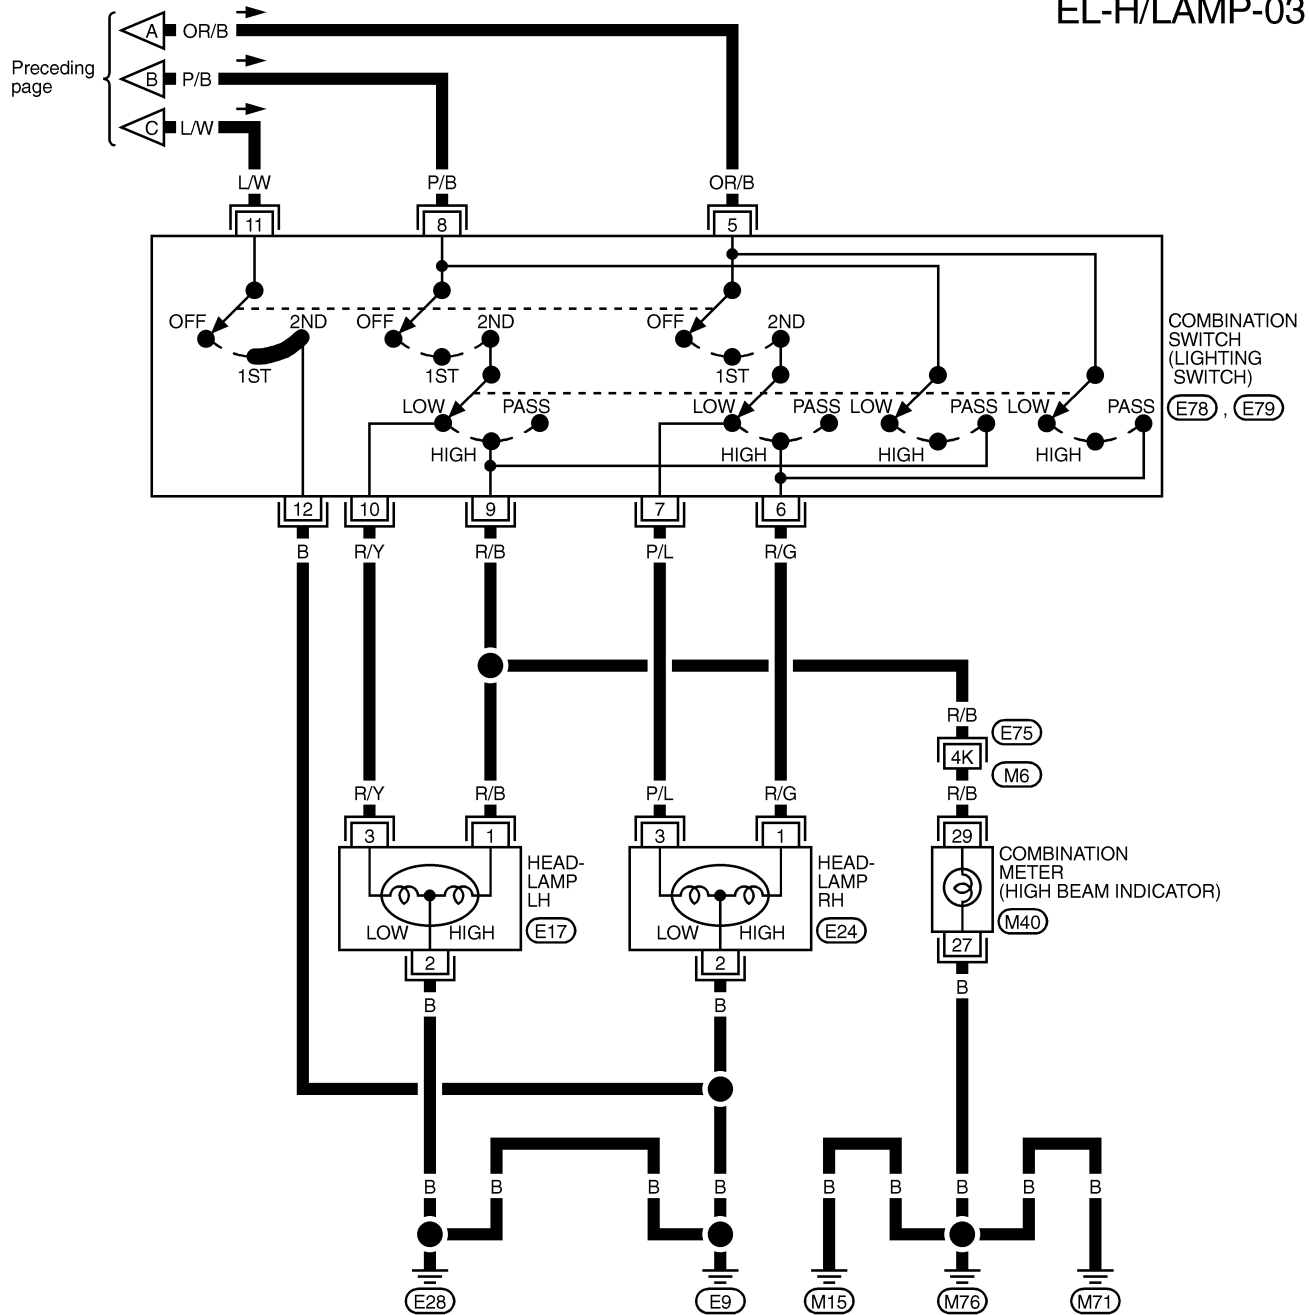 EL-H/LAMP-03
Preceding
page
A OR/B
B P/B
C L/W
L/W P/B OR/B
11 8 5
OFF 2ND OFF 2ND OFF 2ND
1ST 1ST 1ST
LOW PASS LOW PASS LOW PASS LOW PASS
HIGH HIGH HIGH HIGH
COMBINATION
SWITCH
(LIGHTING
SWITCH)
E78 , E79
12 10 9 7 6
B R/Y R/B P/L R/G
R/B
E75
4K
M6
R/Y R/B P/L R/G R/B
3 1 3 1 29
HEAD-
LAMP
LH
E17
LOW HIGH
HEAD-
LAMP
RH
E24
LOW HIGH
COMBINATION
METER
(HIGH BEAM INDICATOR)
M40
2 2 27
B B B
B B B B B B B B B
E28 E9 M15 M76 M71